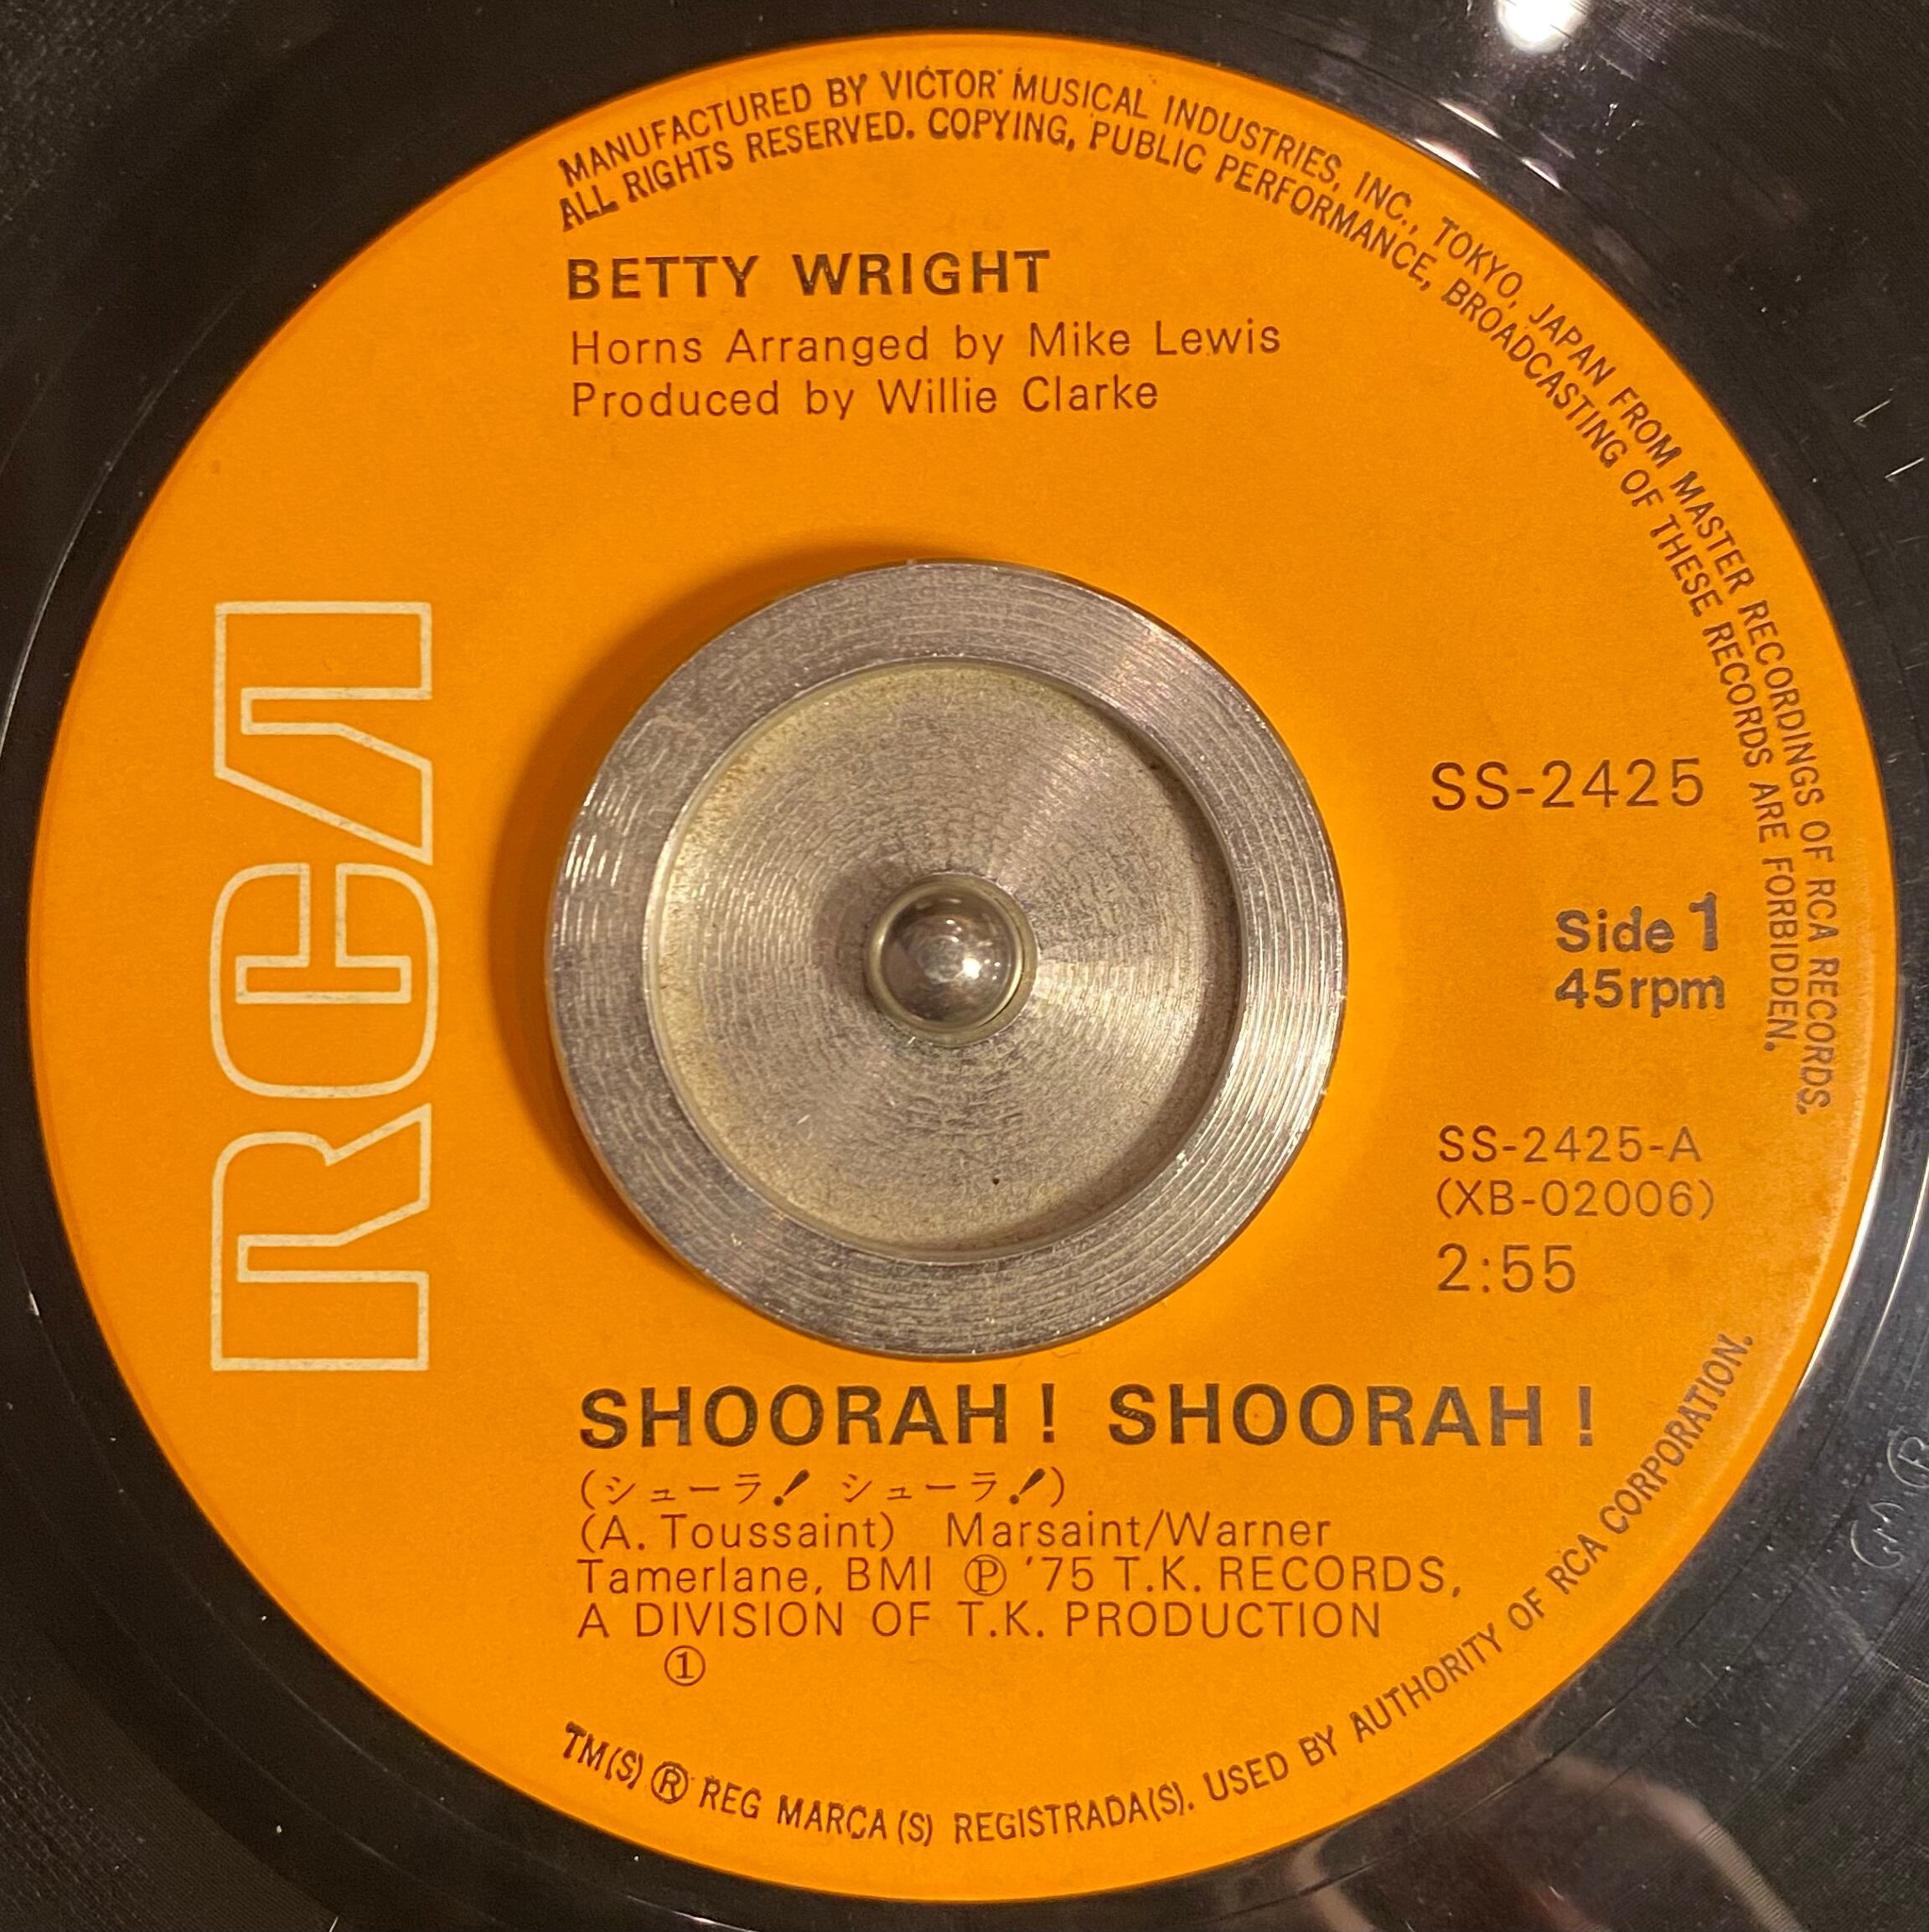 MANUFACTURED BY VICTOR MUSICAL INDUSTRIES, INC., TOKYO, JAPAN FROM MASTER RECORDINGS OF RCA RECORDS.
ALL RIGHTS RESERVED. COPYING, PUBLIC PERFORMANCE, BROADCASTING OF THESE RECORDS ARE FORBIDDEN.
BETTY WRIGHT
Horns Arranged by Mike Lewis
Produced by Willie Clarke
RCA
SS-2425
Side 1
45rpm
SS-2425-A
(XB-02006)
2:55
SHOORAH! SHOORAH!
(シューラ! シューラ!)
(A. Toussaint) Marsaint/Warner
Tamerlane, BMI Ⓟ '75 T.K. RECORDS,
A DIVISION OF T.K. PRODUCTION
①
TM(S) ® REG MARCA(S) REGISTRADA(S). USED BY AUTHORITY OF RCA CORPORATION.